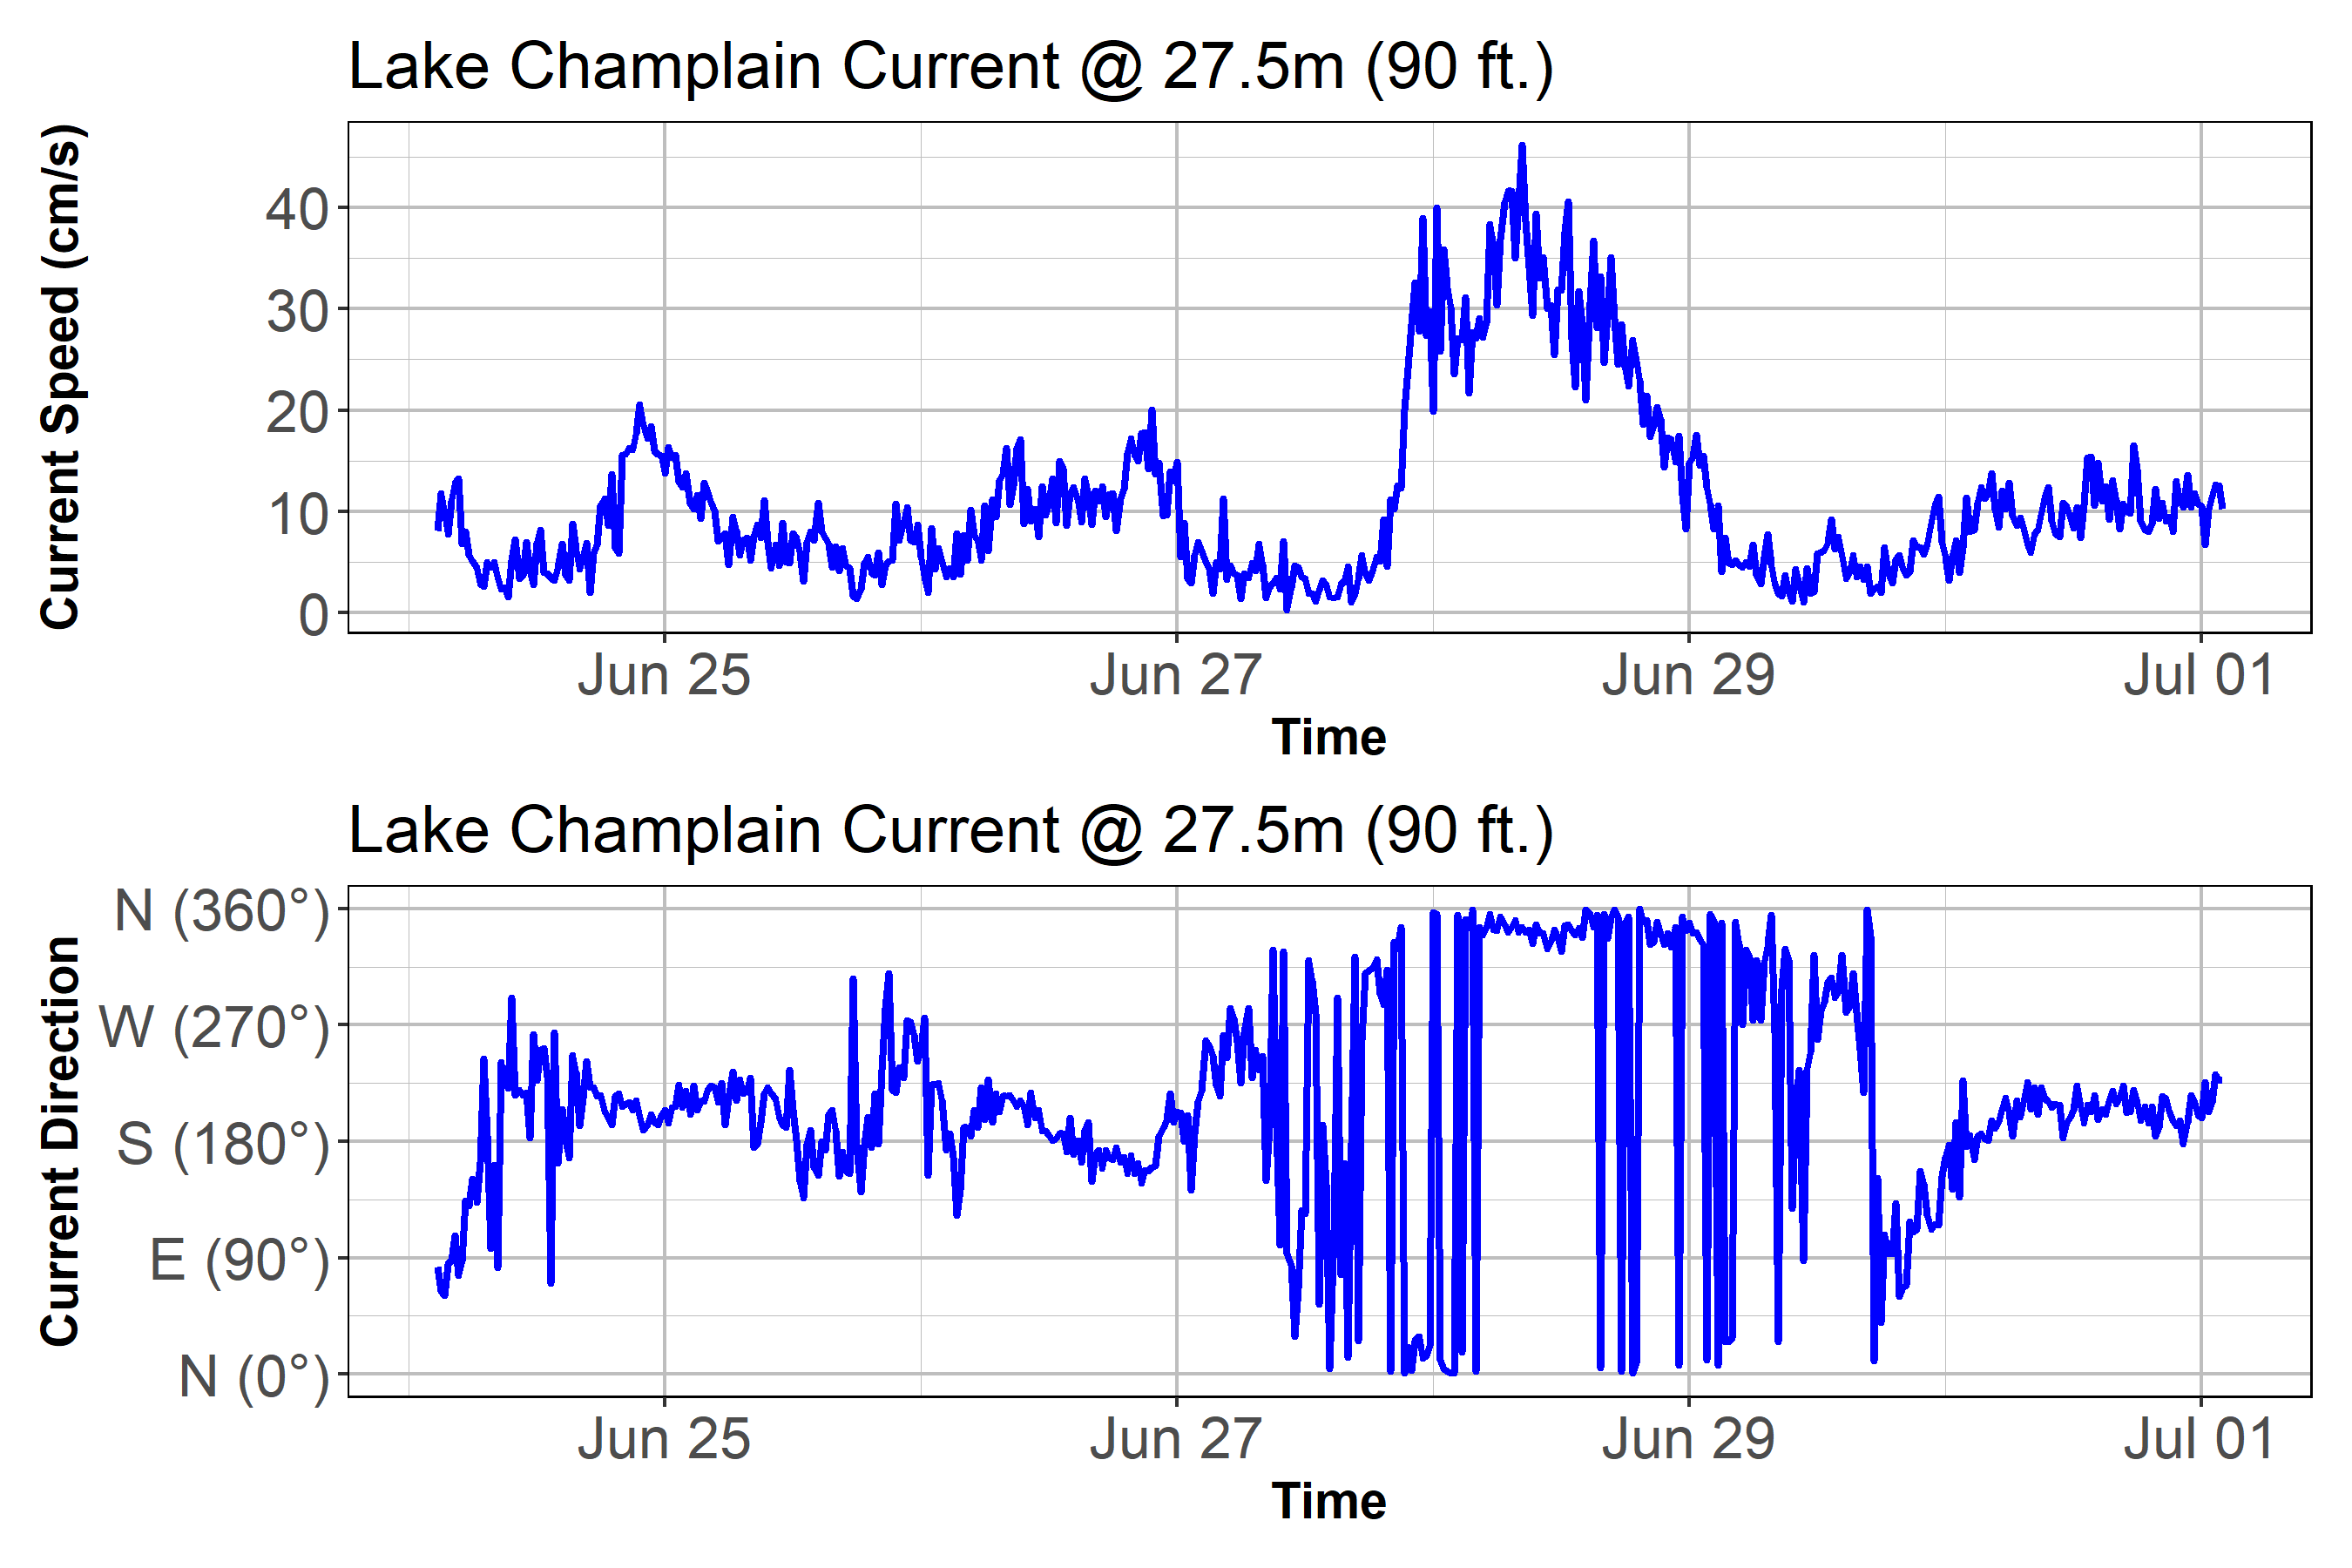 Lake Champlain Current @ 27.5m (90 ft.)
Current Speed (cm/s)
40
30
20
10
0
Jun 25 Jun 27 Jun 29 Jul 01
Time
Lake Champlain Current @ 27.5m (90 ft.)
Current Direction
N (360°)
W (270°)
S (180°)
E (90°)
N (0°)
Jun 25 Jun 27 Jun 29 Jul 01
Time